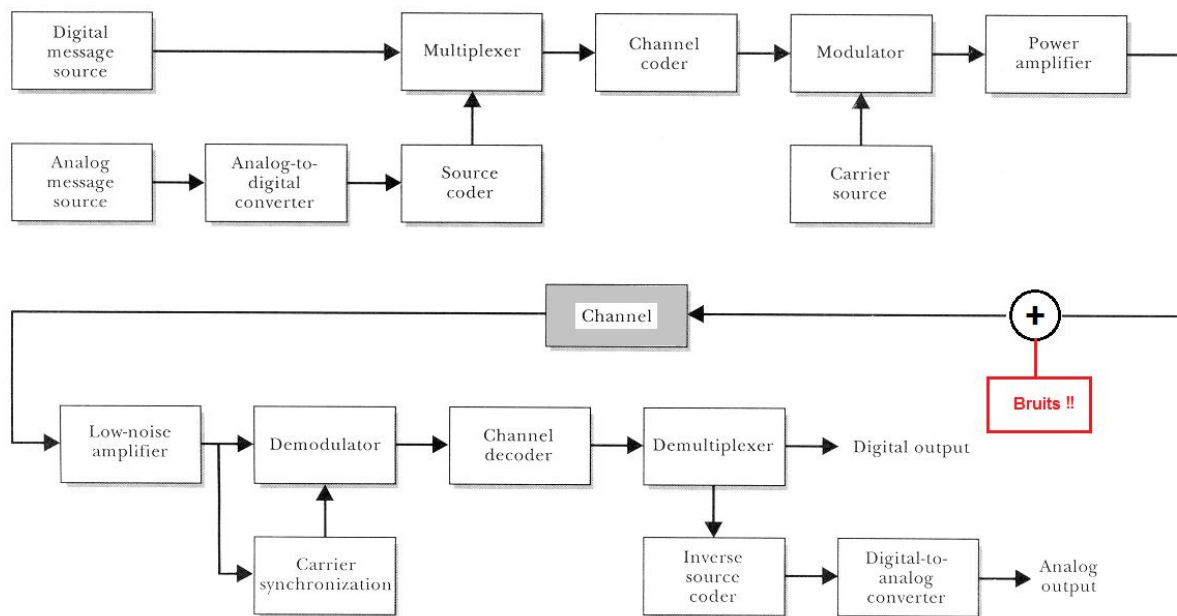 Digital
message
source
Multiplexer
Channel
coder
Modulator
Power
amplifier
Analog
message
source
Analog-to-
digital
converter
Source
coder
Carrier
source
Channel
+
Bruits !!
Low-noise
amplifier
Demodulator
Channel
decoder
Demultiplexer
Digital output
Carrier
synchronization
Inverse
source
coder
Digital-to-
analog
converter
Analog
output